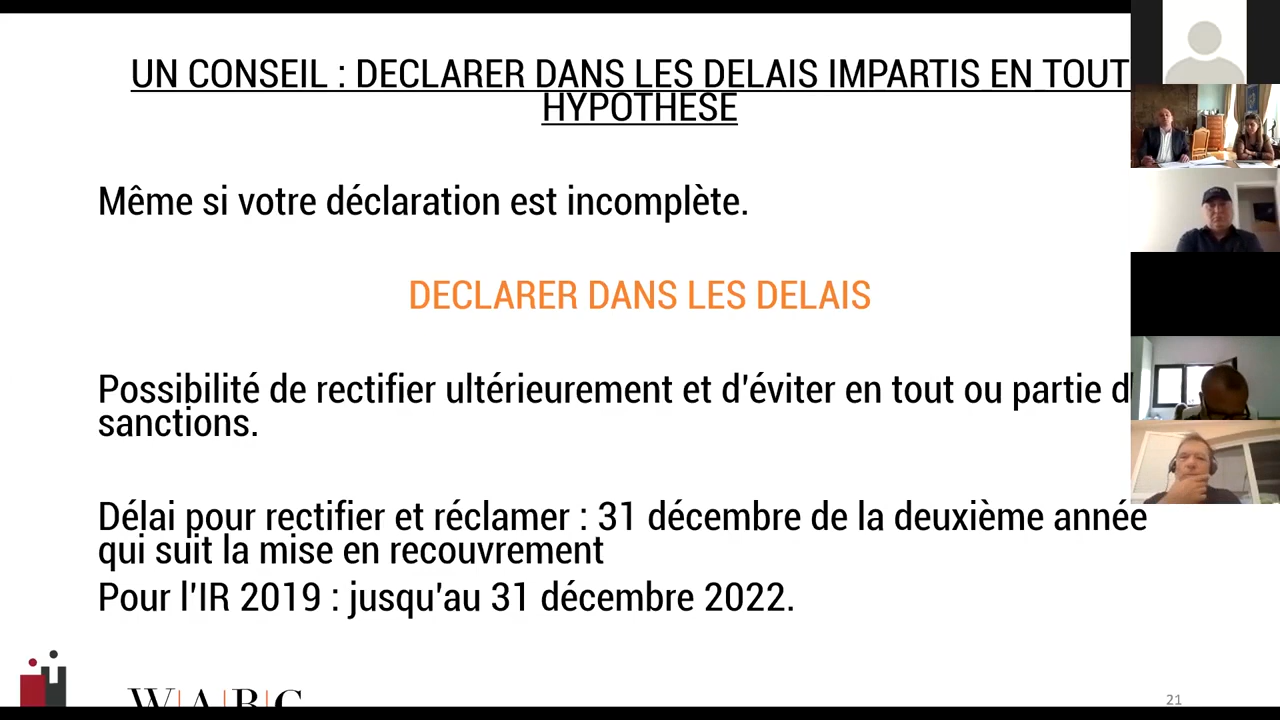 UN CONSEIL : DECLARER DANS LES DELAIS IMPARTIS EN TOUT
HYPOTHESE
Même si votre déclaration est incomplète.
DECLARER DANS LES DELAIS
Possibilité de rectifier ultérieurement et d'éviter en tout ou partie
sanctions.
Délai pour rectifier et réclamer : 31 décembre de la deuxième année
qui suit la mise en recouvrement
Pour l'IR 2019 : jusqu'au 31 décembre 2022.
W|A|B|C
21